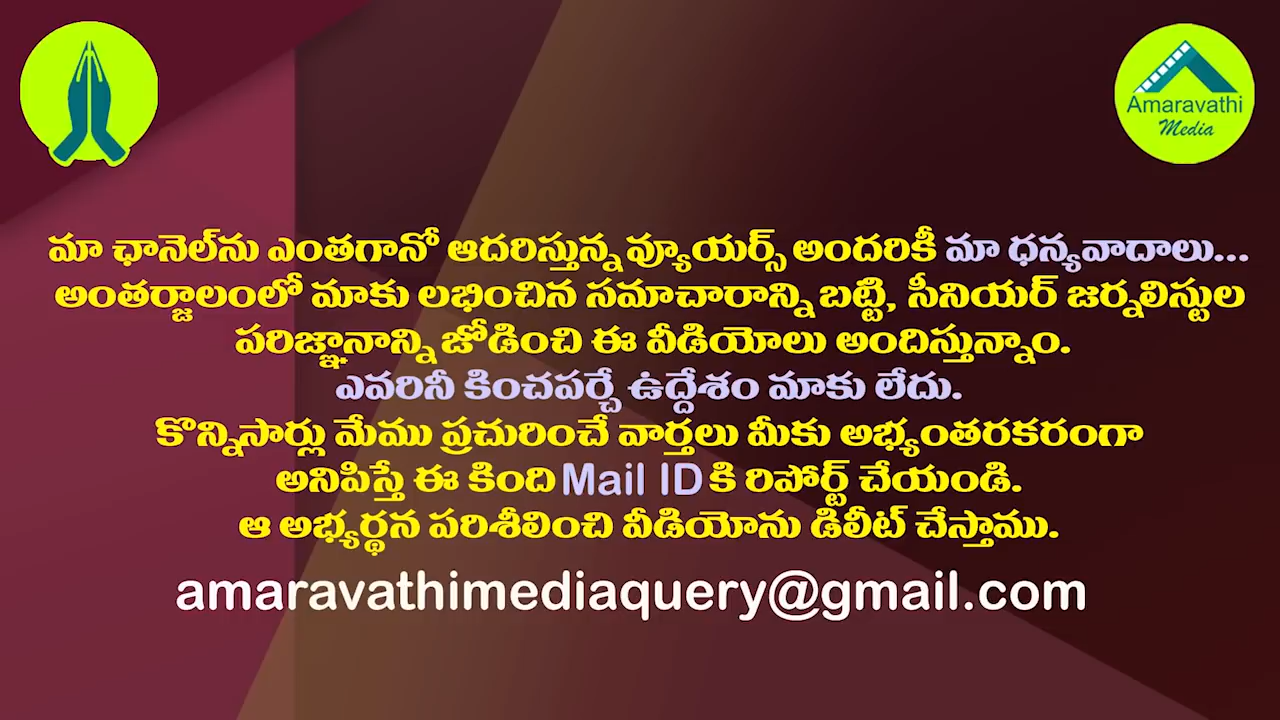 Amaravathi
Media
మా ఛానెల్‌ను ఎంతగానో ఆదరిస్తున్న వ్యూయర్స్ అందరికీ మా ధన్యవాదాలు...
అంతర్జాలంలో మాకు లభించిన సమాచారాన్ని బట్టి, సీనియర్ జర్నలిస్టుల
పరిజ్ఞానాన్ని జోడించి ఈ వీడియోలు అందిస్తున్నాం.
ఎవరినీ కించపర్చే ఉద్దేశం మాకు లేదు.
కొన్నిసార్లు మేము ప్రచురించే వార్తలు మీకు అభ్యంతరకరంగా
అనిపిస్తే ఈ కింది Mail ID కి రిపోర్ట్ చేయండి.
ఆ అభ్యర్థన పరిశీలించి వీడియోను డిలీట్ చేస్తాము.
amaravathimediaquery@gmail.com